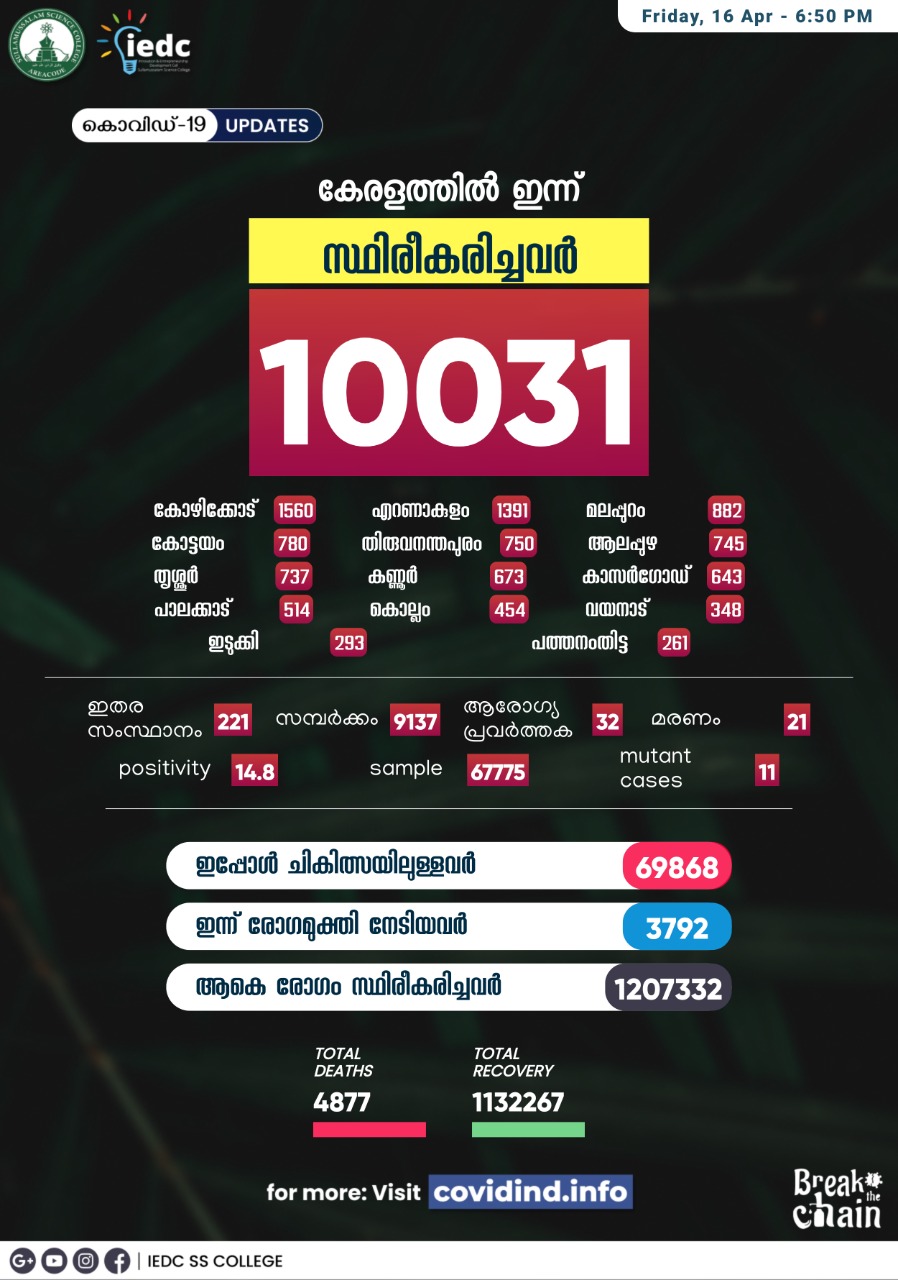 Friday, 16 Apr - 6:50 PM
SULLAMUSSALAM SCIENCE COLLEGE
AREACODE
iedc
കൊവിഡ്-19 UPDATES
കേരളത്തിൽ ഇന്ന്
സ്ഥിരീകരിച്ചവർ
10031
കോഴിക്കോട് 1560 എറണാകുളം 1391 മലപ്പുറം 882
കോട്ടയം 780 തിരുവനന്തപുരം 750 ആലപ്പുഴ 745
തൃശ്ശൂർ 737 കണ്ണൂർ 673 കാസർഗോഡ് 643
പാലക്കാട് 514 കൊല്ലം 454 വയനാട് 348
ഇടുക്കി 293 പത്തനംതിട്ട 261
ഇതര
സംസ്ഥാനം 221 സമ്പർക്കം 9137 ആരോഗ്യ
പ്രവർത്തക 32 മരണം 21
positivity 14.8 sample 67775 mutant
cases 11
ഇപ്പോൾ ചികിത്സയിലുള്ളവർ 69868
ഇന്ന് രോഗമുക്തി നേടിയവർ 3792
ആകെ രോഗം സ്ഥിരീകരിച്ചവർ 1207332
TOTAL
DEATHS
4877
TOTAL
RECOVERY
1132267
for more: Visit covidind.info
Break
the
chain
IEDC SS COLLEGE